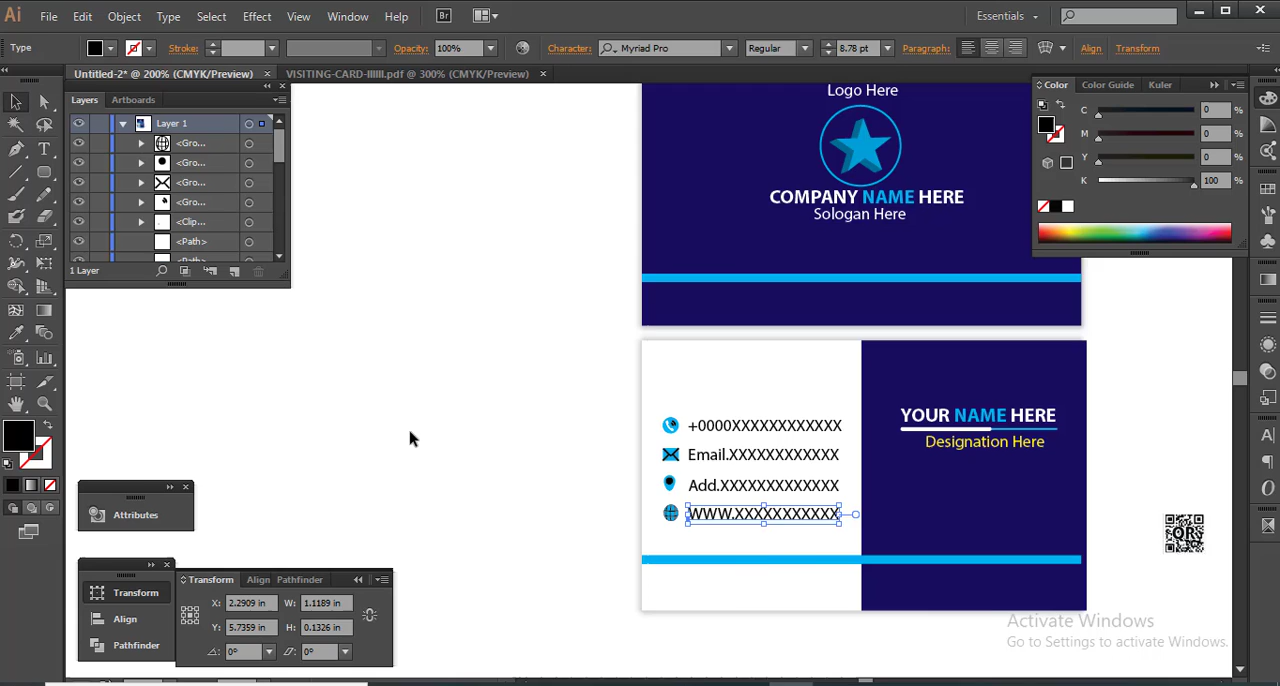 Ai File Edit Object Type Select Effect View Window Help Br Essentials
Type Stroke: Opacity: 100% Character: Myriad Pro Regular 8.78 pt Paragraph: Align Transform
Untitled-2* @ 200% (CMYK/Preview) × VISITING-CARD-IIIIII.pdf @ 300% (CMYK/Preview) ×
Layers Artboards
Layer 1
<Gro...
<Gro...
<Gro...
<Gro...
<Clip...
<Path>
1 Layer
Color Color Guide Kuler
C 0 %
M 0 %
Y 0 %
K 100 %
Logo Here
COMPANY NAME HERE
Sologan Here
+0000XXXXXXXXXXXX
Email.XXXXXXXXXXXX
Add.XXXXXXXXXXXXX
WWW.XXXXXXXXXXX
YOUR NAME HERE
Designation Here
QR
Attributes
Transform
Align
Pathfinder
Transform Align Pathfinder
X: 2.2909 in W: 1.1189 in
Y: 5.7359 in H: 0.1326 in
0° 0°
Activate Windows
Go to Settings to activate Windows.